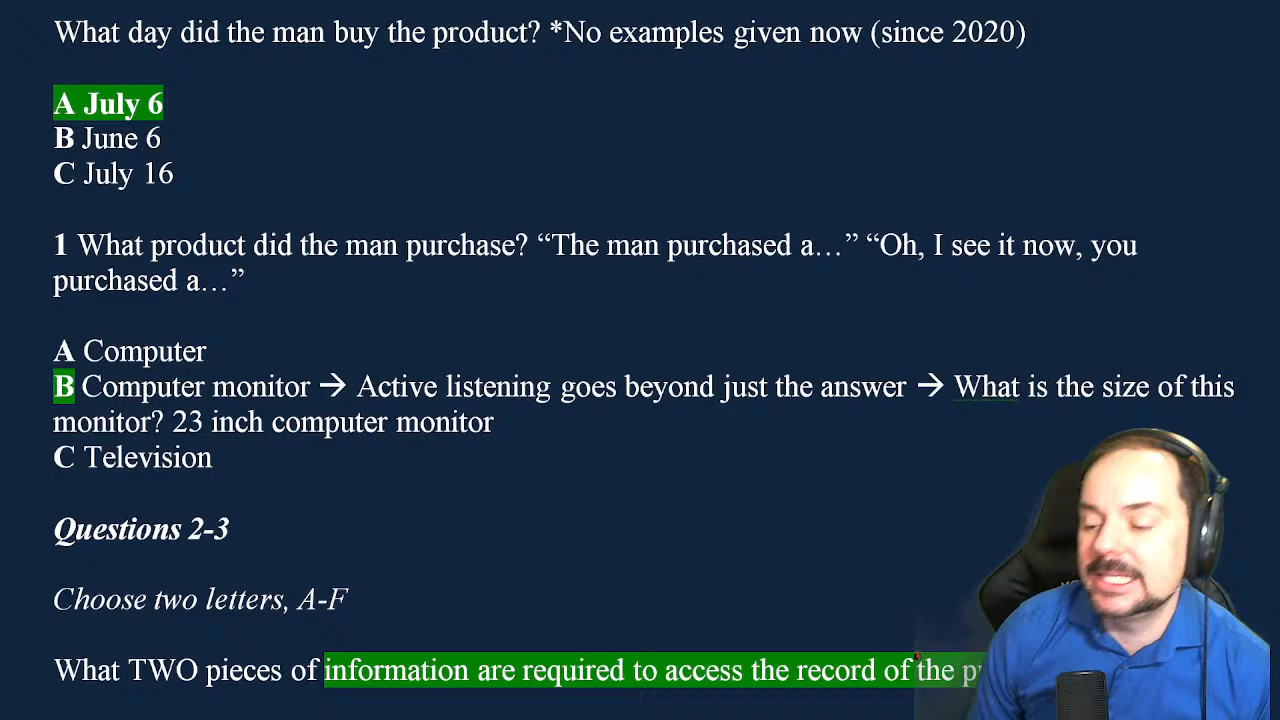 What day did the man buy the product? *No examples given now (since 2020)
A July 6
B June 6
C July 16
1 What product did the man purchase? “The man purchased a…” “Oh, I see it now, you
purchased a…”
A Computer
B Computer monitor → Active listening goes beyond just the answer → What is the size of this
monitor? 23 inch computer monitor
C Television
Questions 2-3
Choose two letters, A-F
What TWO pieces of information are required to access the record of the